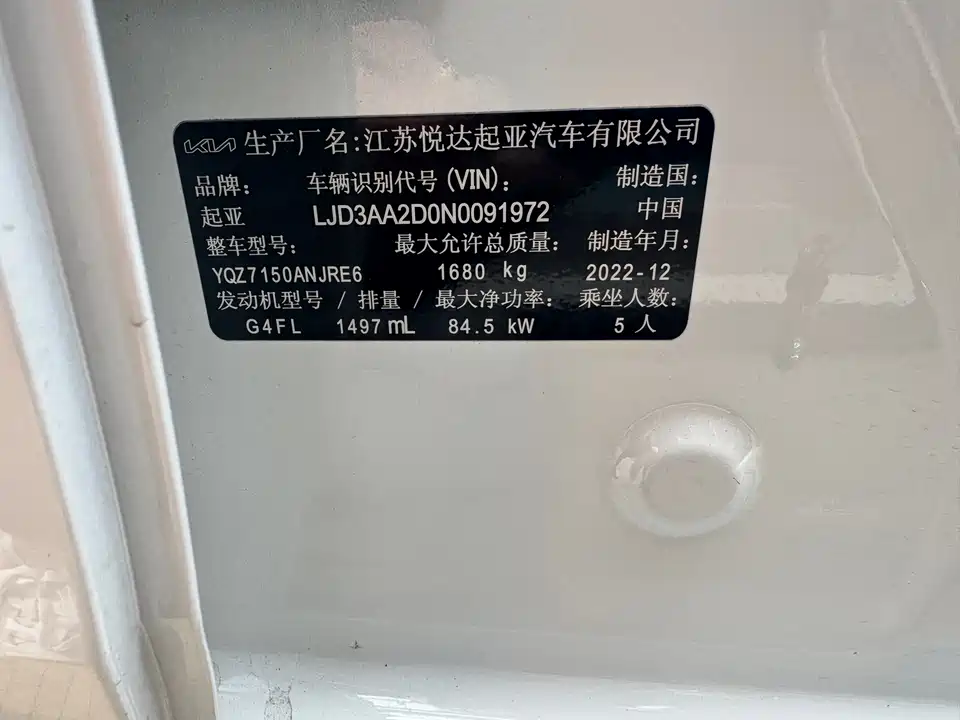 KIA 生产厂名:江苏悦达起亚汽车有限公司
品牌: 车辆识别代号(VIN): 制造国:
起亚 LJD3AA2D0N0091972 中国
整车型号: 最大允许总质量: 制造年月:
YQZ7150ANJRE6 1680 kg 2022-12
发动机型号 / 排量 / 最大净功率: 乘坐人数:
G4FL 1497 mL 84.5 kW 5 人